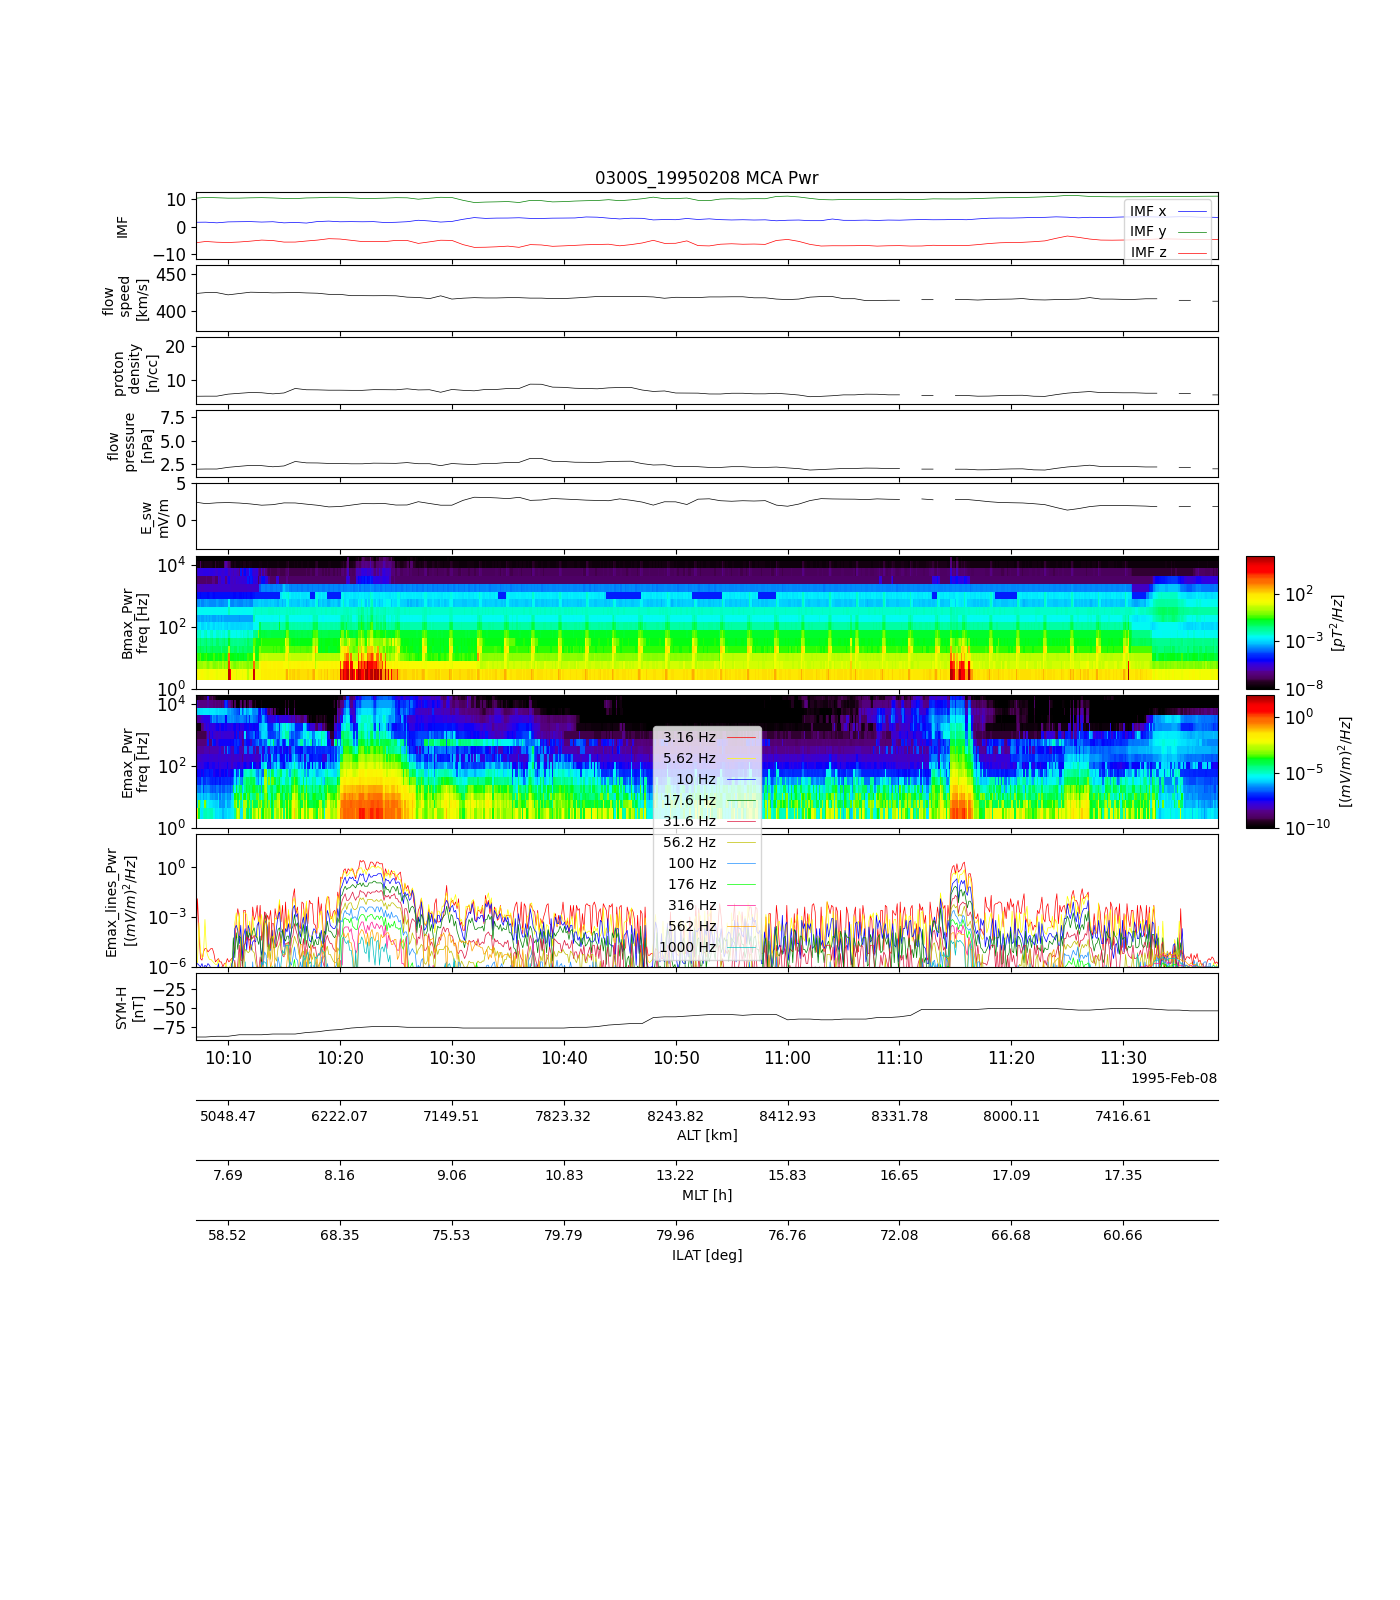 0300S_19950208 MCA Pwr
10
0
−10
IMF
IMF x
IMF y
IMF z
450
400
flow
speed
[km/s]
20
10
proton
density
[n/cc]
7.5
5.0
2.5
flow
pressure
[nPa]
5
0
E_sw
mV/m
10^4
10^2
10^0
Bmax_Pwr
freq [Hz]
10^2
10^−3
10^−8
[pT^2/Hz]
10^4
10^2
10^0
Emax_Pwr
freq [Hz]
10^0
10^−5
10^−10
[(mV/m)^2/Hz]
3.16 Hz
5.62 Hz
10 Hz
17.6 Hz
31.6 Hz
56.2 Hz
100 Hz
176 Hz
316 Hz
562 Hz
1000 Hz
10^0
10^−3
10^−6
Emax_lines_Pwr
[(mV/m)^2/Hz]
−25
−50
−75
SYM-H
[nT]
10:10 10:20 10:30 10:40 10:50 11:00 11:10 11:20 11:30
1995-Feb-08
5048.47 6222.07 7149.51 7823.32 8243.82 8412.93 8331.78 8000.11 7416.61
ALT [km]
7.69 8.16 9.06 10.83 13.22 15.83 16.65 17.09 17.35
MLT [h]
58.52 68.35 75.53 79.79 79.96 76.76 72.08 66.68 60.66
ILAT [deg]